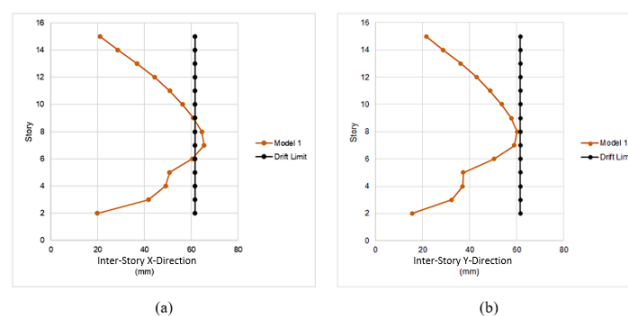 16
14
12
10
8
6
4
2
0
Story
0 20 40 60 80
Inter-Story X-Direction
(mm)
Model 1
Drift Limit
(a)
16
14
12
10
8
6
4
2
0
Story
0 20 40 60 80
Inter-Story Y-Direction
(mm)
Model 1
Drift Limit
(b)